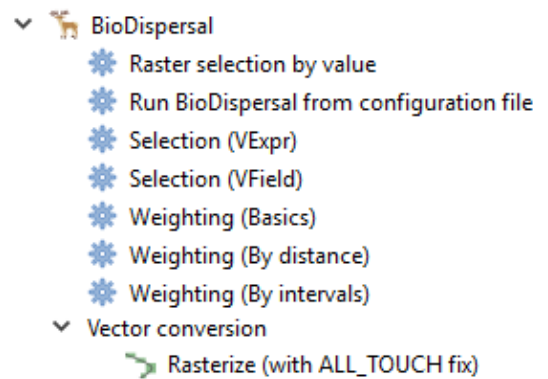 BioDispersal
Raster selection by value
Run BioDispersal from configuration file
Selection (VExpr)
Selection (VField)
Weighting (Basics)
Weighting (By distance)
Weighting (By intervals)
Vector conversion
Rasterize (with ALL_TOUCH fix)